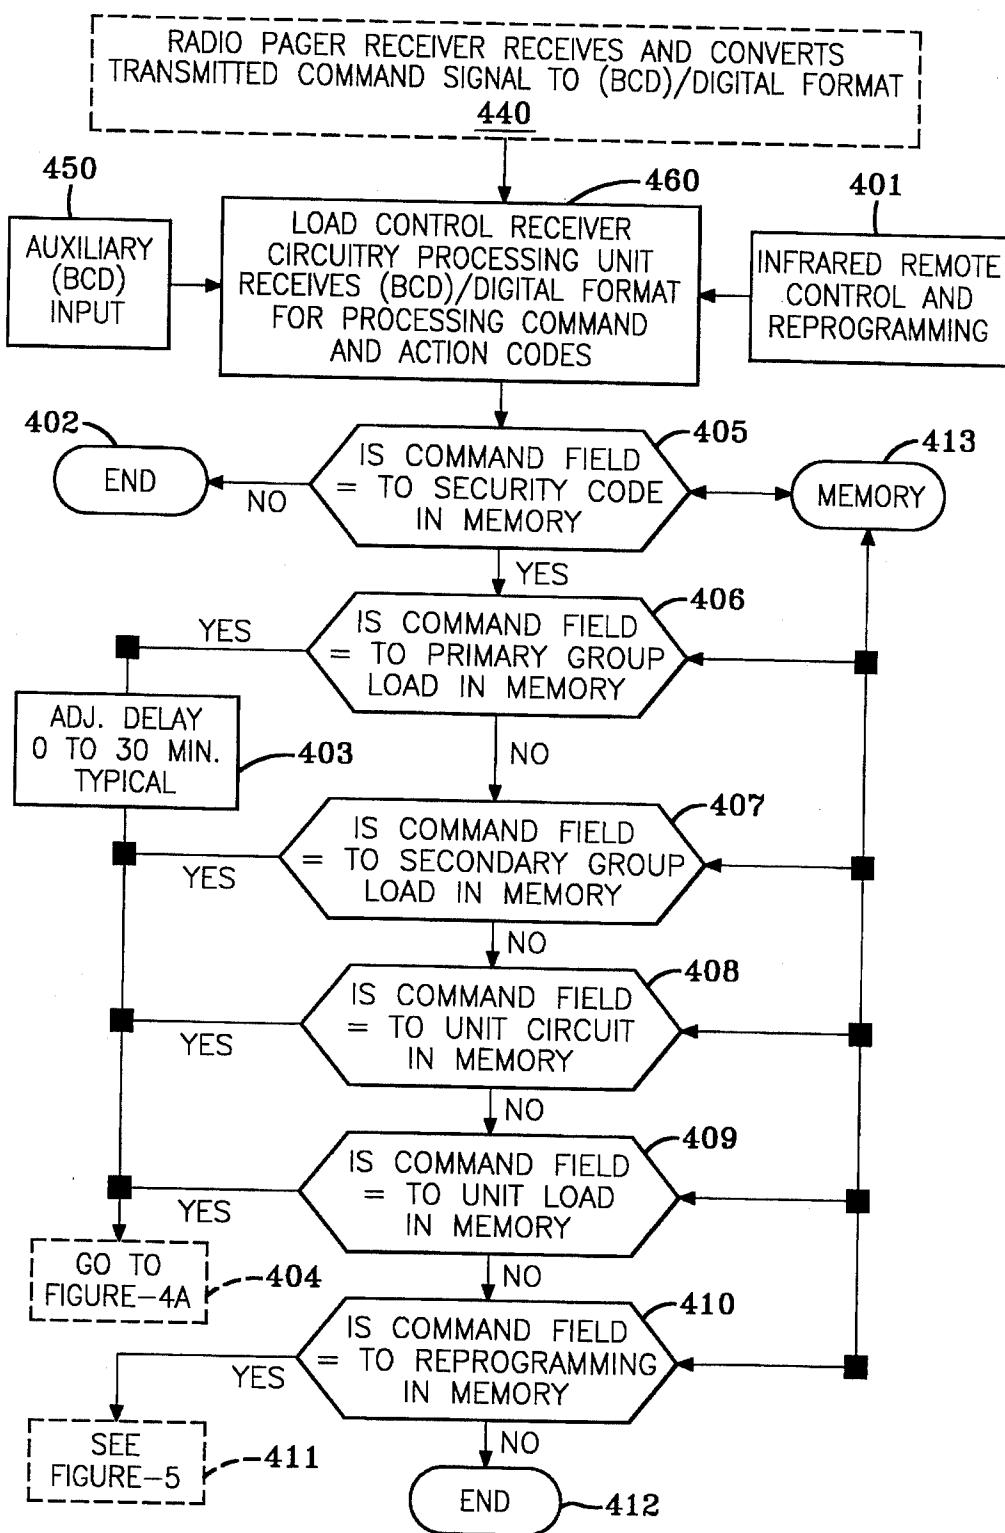 RADIO PAGER RECEIVER RECEIVES AND CONVERTS
TRANSMITTED COMMAND SIGNAL TO (BCD)/DIGITAL FORMAT
440
450
460
401
AUXILIARY
(BCD)
INPUT
LOAD CONTROL RECEIVER
CIRCUITRY PROCESSING UNIT
RECEIVES (BCD)/DIGITAL FORMAT
FOR PROCESSING COMMAND
AND ACTION CODES
INFRARED REMOTE
CONTROL AND
REPROGRAMMING
402
405
413
END
NO
IS COMMAND FIELD
= TO SECURITY CODE
IN MEMORY
MEMORY
YES
406
YES
IS COMMAND FIELD
= TO PRIMARY GROUP
LOAD IN MEMORY
ADJ. DELAY
0 TO 30 MIN.
TYPICAL
403
NO
407
YES
IS COMMAND FIELD
= TO SECONDARY GROUP
LOAD IN MEMORY
NO
408
YES
IS COMMAND FIELD
= TO UNIT CIRCUIT
IN MEMORY
NO
409
YES
IS COMMAND FIELD
= TO UNIT LOAD
IN MEMORY
GO TO
FIGURE-4A
404
NO
410
YES
IS COMMAND FIELD
= TO REPROGRAMMING
IN MEMORY
SEE
FIGURE-5
411
NO
END
412